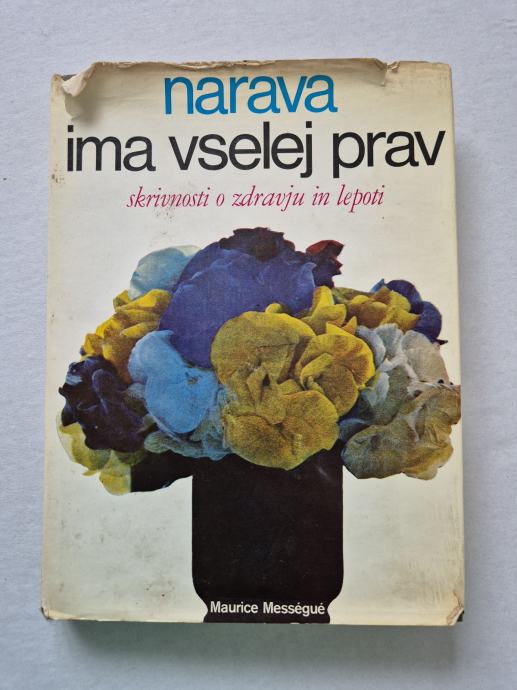 narava
ima vselej prav
skrivnosti o zdravju in lepoti
Maurice Mességué